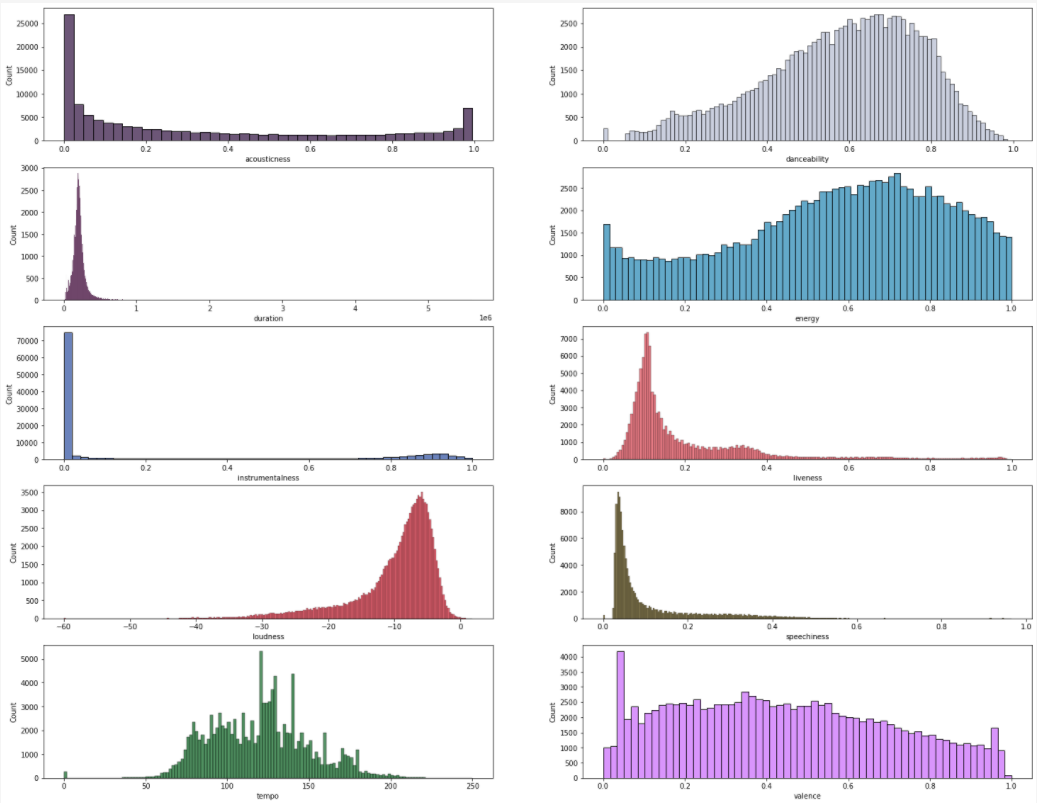 25000
20000
15000
10000
5000
0
Count
0.0 0.2 0.4 0.6 0.8 1.0
acousticness
2500
2000
1500
1000
500
0
Count
0.0 0.2 0.4 0.6 0.8 1.0
danceability
3000
2500
2000
1500
1000
500
0
Count
0 1 2 3 4 5
1e6
duration
2500
2000
1500
1000
500
0
Count
0.0 0.2 0.4 0.6 0.8 1.0
energy
70000
60000
50000
40000
30000
20000
10000
0
Count
0.0 0.2 0.4 0.6 0.8 1.0
instrumentalness
7000
6000
5000
4000
3000
2000
1000
0
Count
0.0 0.2 0.4 0.6 0.8 1.0
liveness
3500
3000
2500
2000
1500
1000
500
0
Count
−60 −50 −40 −30 −20 −10 0
loudness
8000
6000
4000
2000
0
Count
0.0 0.2 0.4 0.6 0.8 1.0
speechiness
5000
4000
3000
2000
1000
0
Count
0 50 100 150 200 250
tempo
4000
3500
3000
2500
2000
1500
1000
500
0
Count
0.0 0.2 0.4 0.6 0.8 1.0
valence